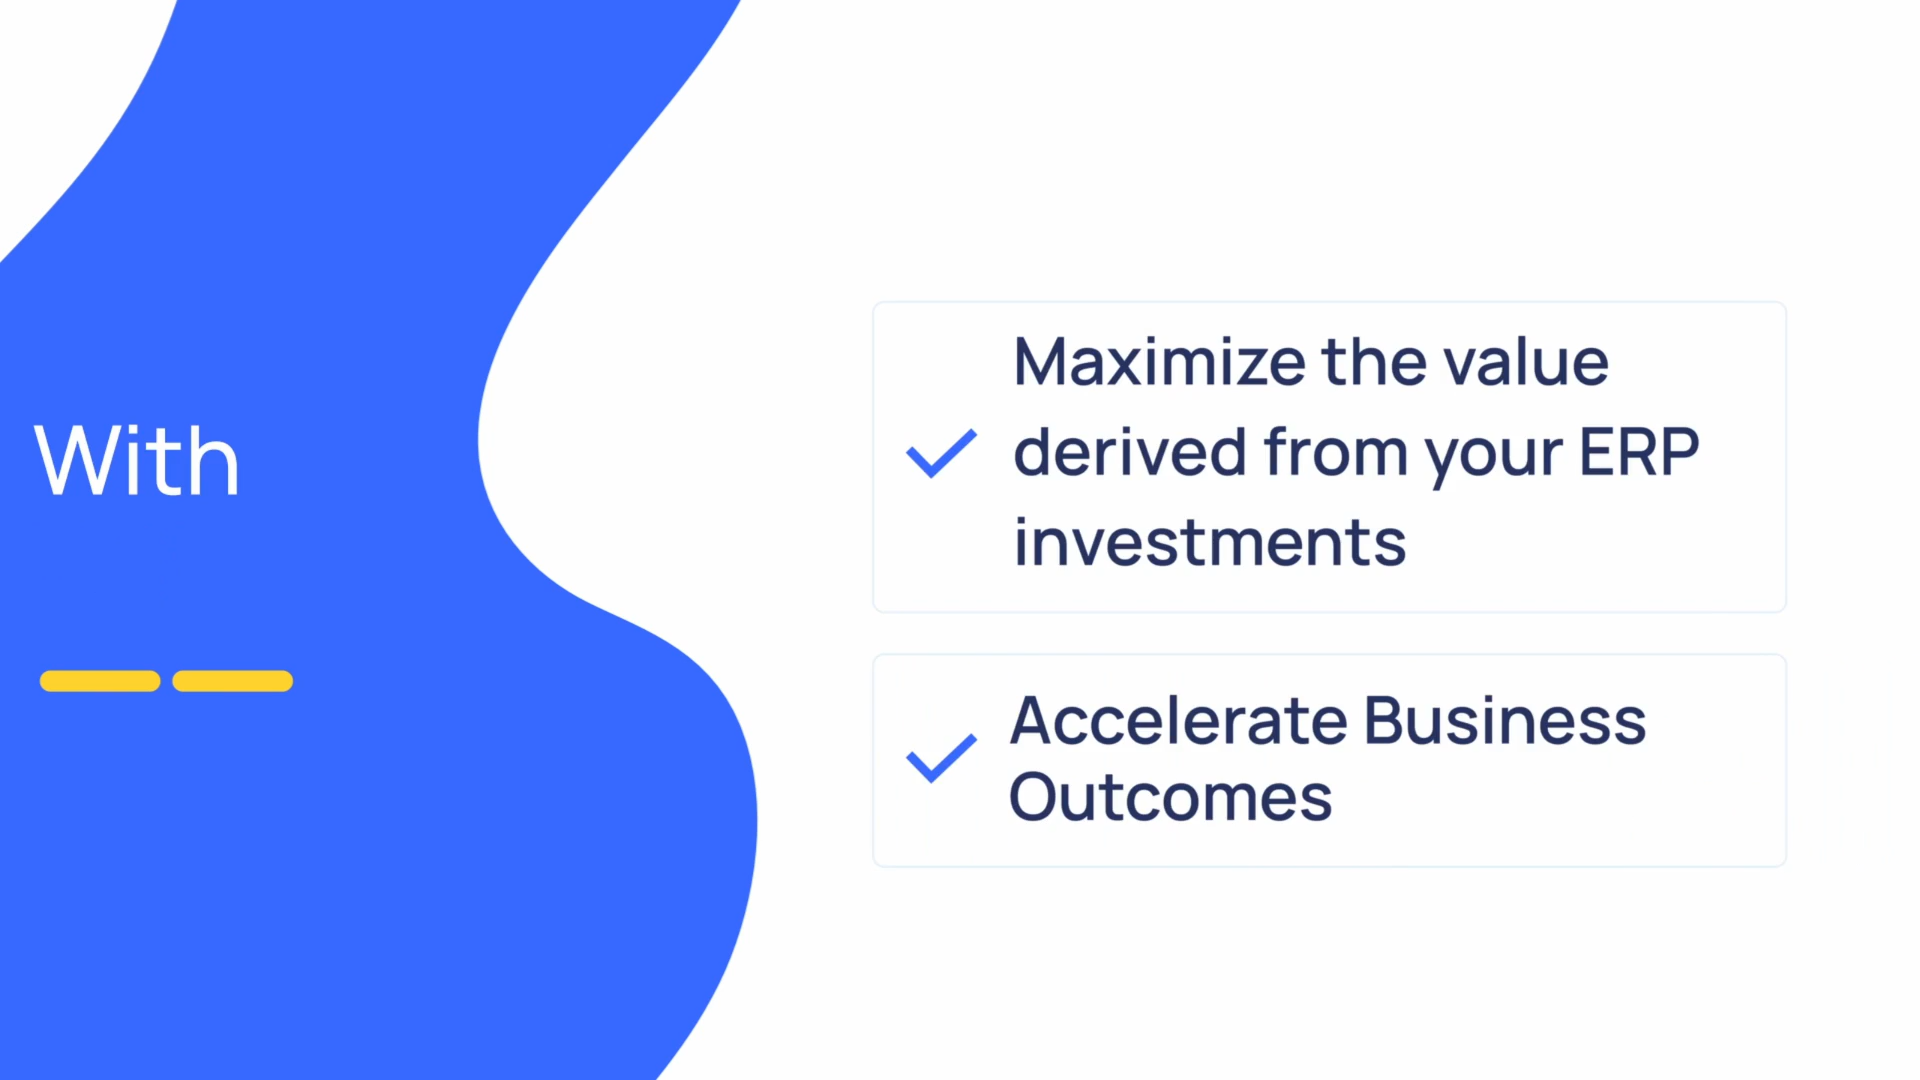 With
Maximize the value
derived from your ERP
investments
Accelerate Business
Outcomes